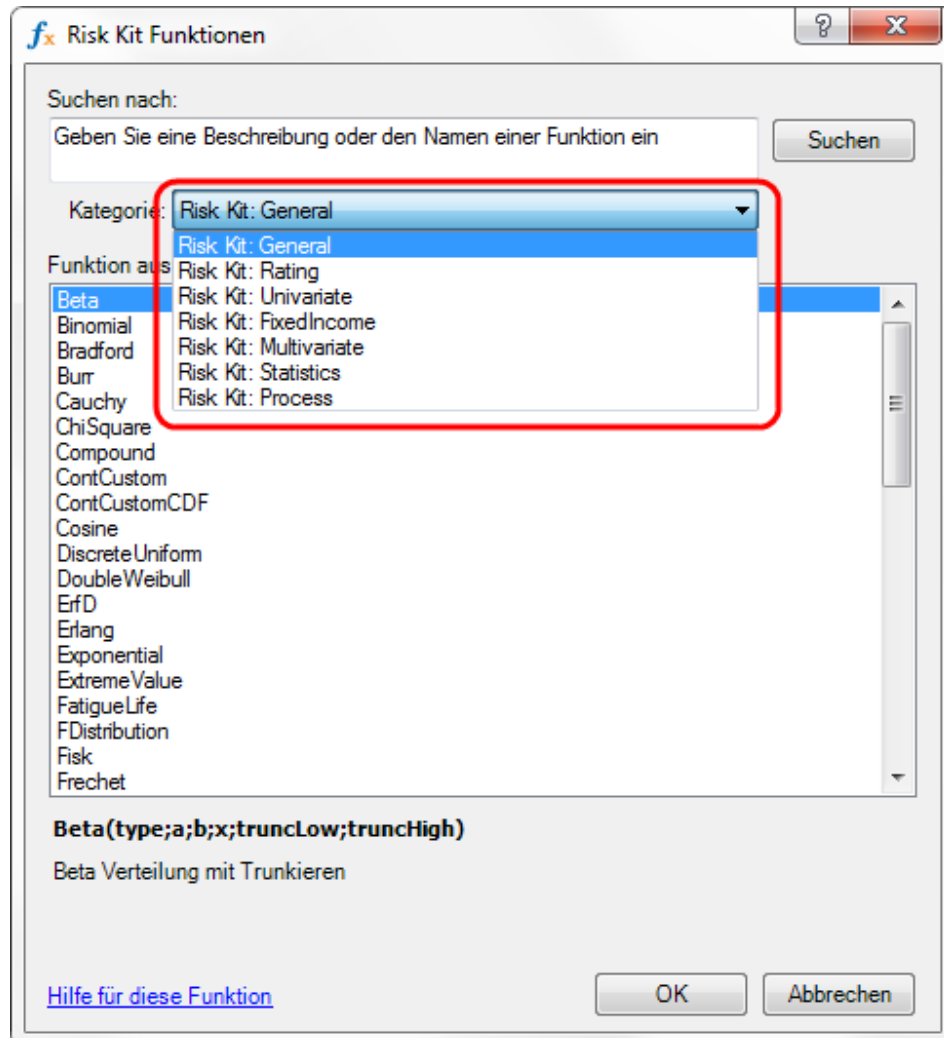 fx Risk Kit Funktionen
Suchen nach:
Geben Sie eine Beschreibung oder den Namen einer Funktion ein
Suchen
Kategorie: Risk Kit: General
Risk Kit: General
Funktion aus
Risk Kit: Rating
Risk Kit: Univariate
Risk Kit: FixedIncome
Risk Kit: Multivariate
Risk Kit: Statistics
Risk Kit: Process
Beta
Binomial
Bradford
Burr
Cauchy
ChiSquare
Compound
ContCustom
ContCustomCDF
Cosine
DiscreteUniform
DoubleWeibull
ErfD
Erlang
Exponential
ExtremeValue
FatigueLife
FDistribution
Fisk
Frechet
Beta(type;a;b;x;truncLow;truncHigh)
Beta Verteilung mit Trunkieren
Hilfe für diese Funktion
OK
Abbrechen